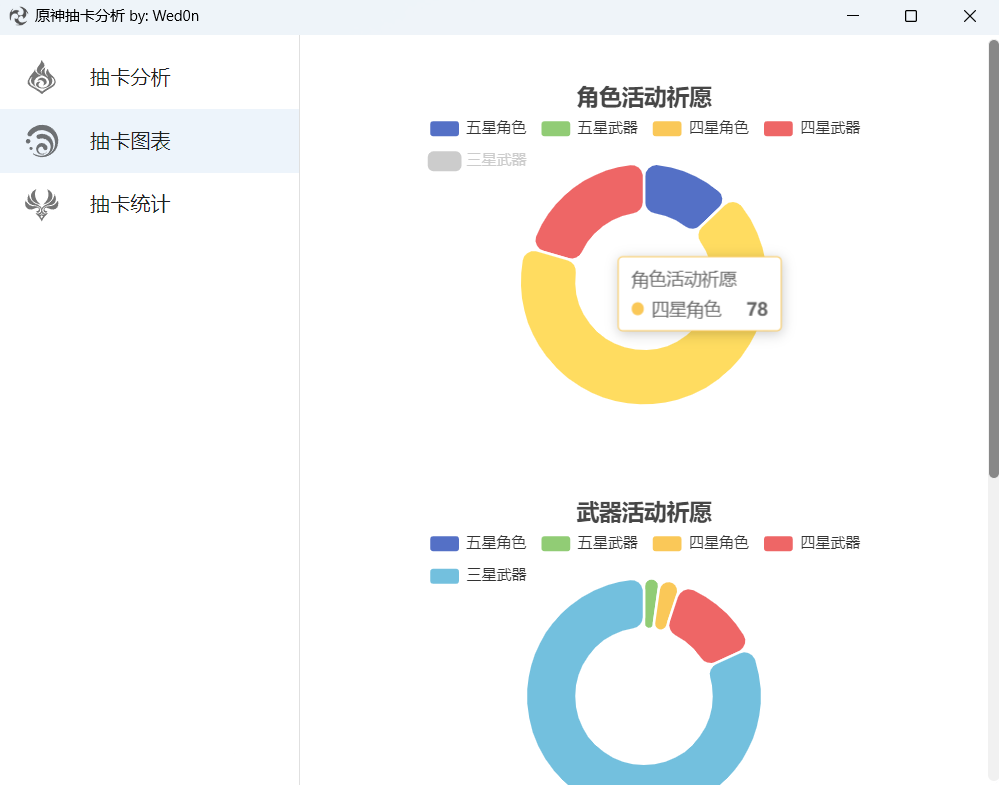 原神抽卡分析 by: Wed0n
抽卡分析
抽卡图表
抽卡统计
角色活动祈愿
五星角色 五星武器 四星角色 四星武器
三星武器
角色活动祈愿
四星角色 78
武器活动祈愿
五星角色 五星武器 四星角色 四星武器
三星武器